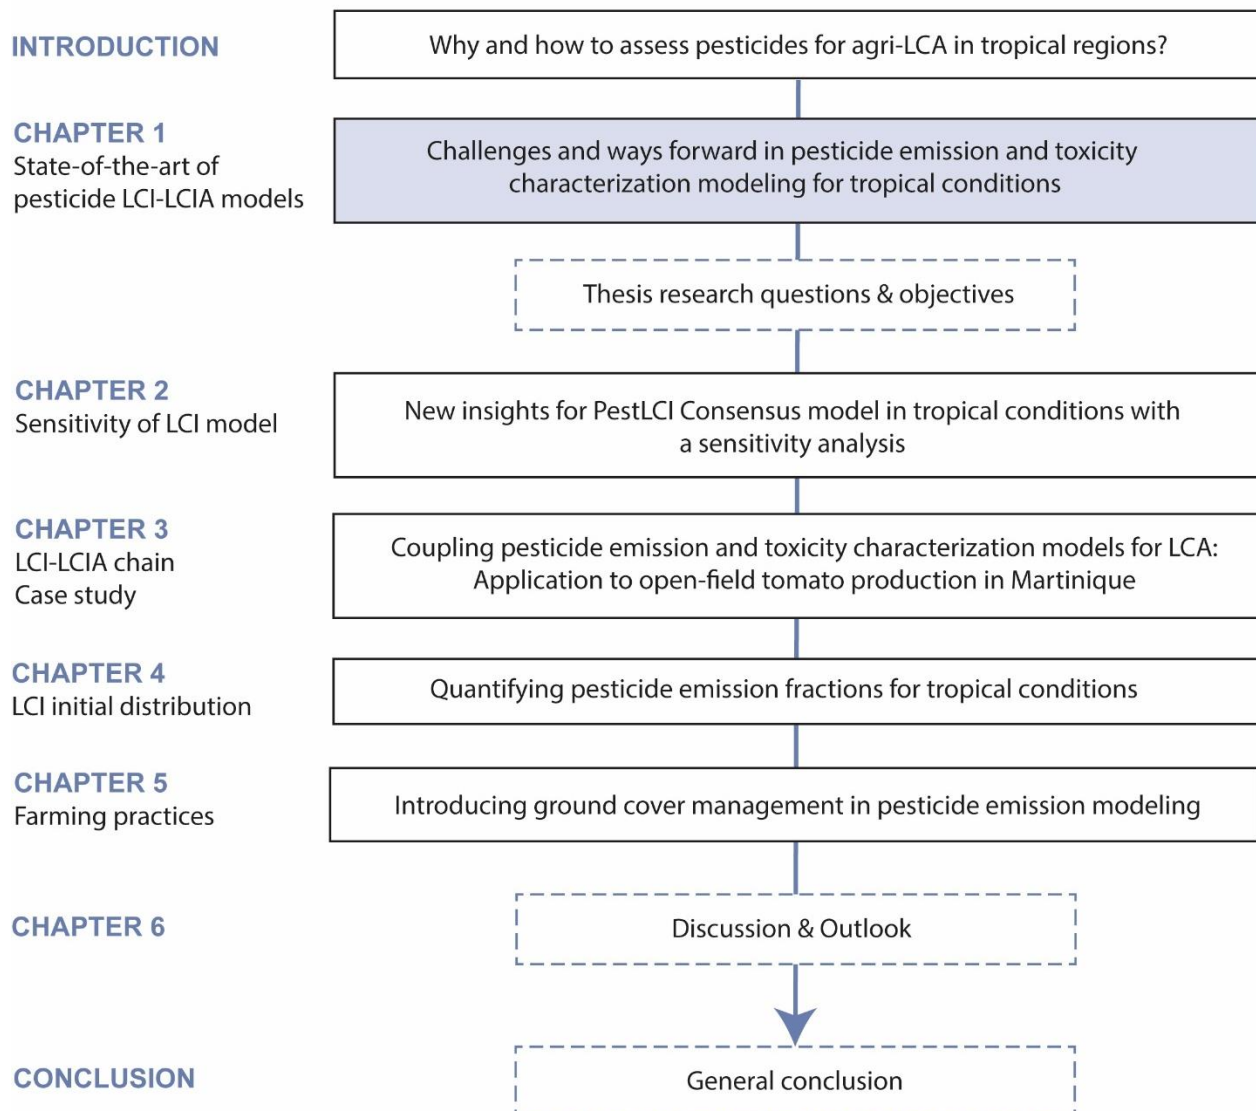 INTRODUCTION
Why and how to assess pesticides for agri-LCA in tropical regions?
CHAPTER 1
State-of-the-art of
pesticide LCI-LCIA models
Challenges and ways forward in pesticide emission and toxicity
characterization modeling for tropical conditions
Thesis research questions & objectives
CHAPTER 2
Sensitivity of LCI model
New insights for PestLCI Consensus model in tropical conditions with
a sensitivity analysis
CHAPTER 3
LCI-LCIA chain
Case study
Coupling pesticide emission and toxicity characterization models for LCA:
Application to open-field tomato production in Martinique
CHAPTER 4
LCI initial distribution
Quantifying pesticide emission fractions for tropical conditions
CHAPTER 5
Farming practices
Introducing ground cover management in pesticide emission modeling
CHAPTER 6
Discussion & Outlook
CONCLUSION
General conclusion